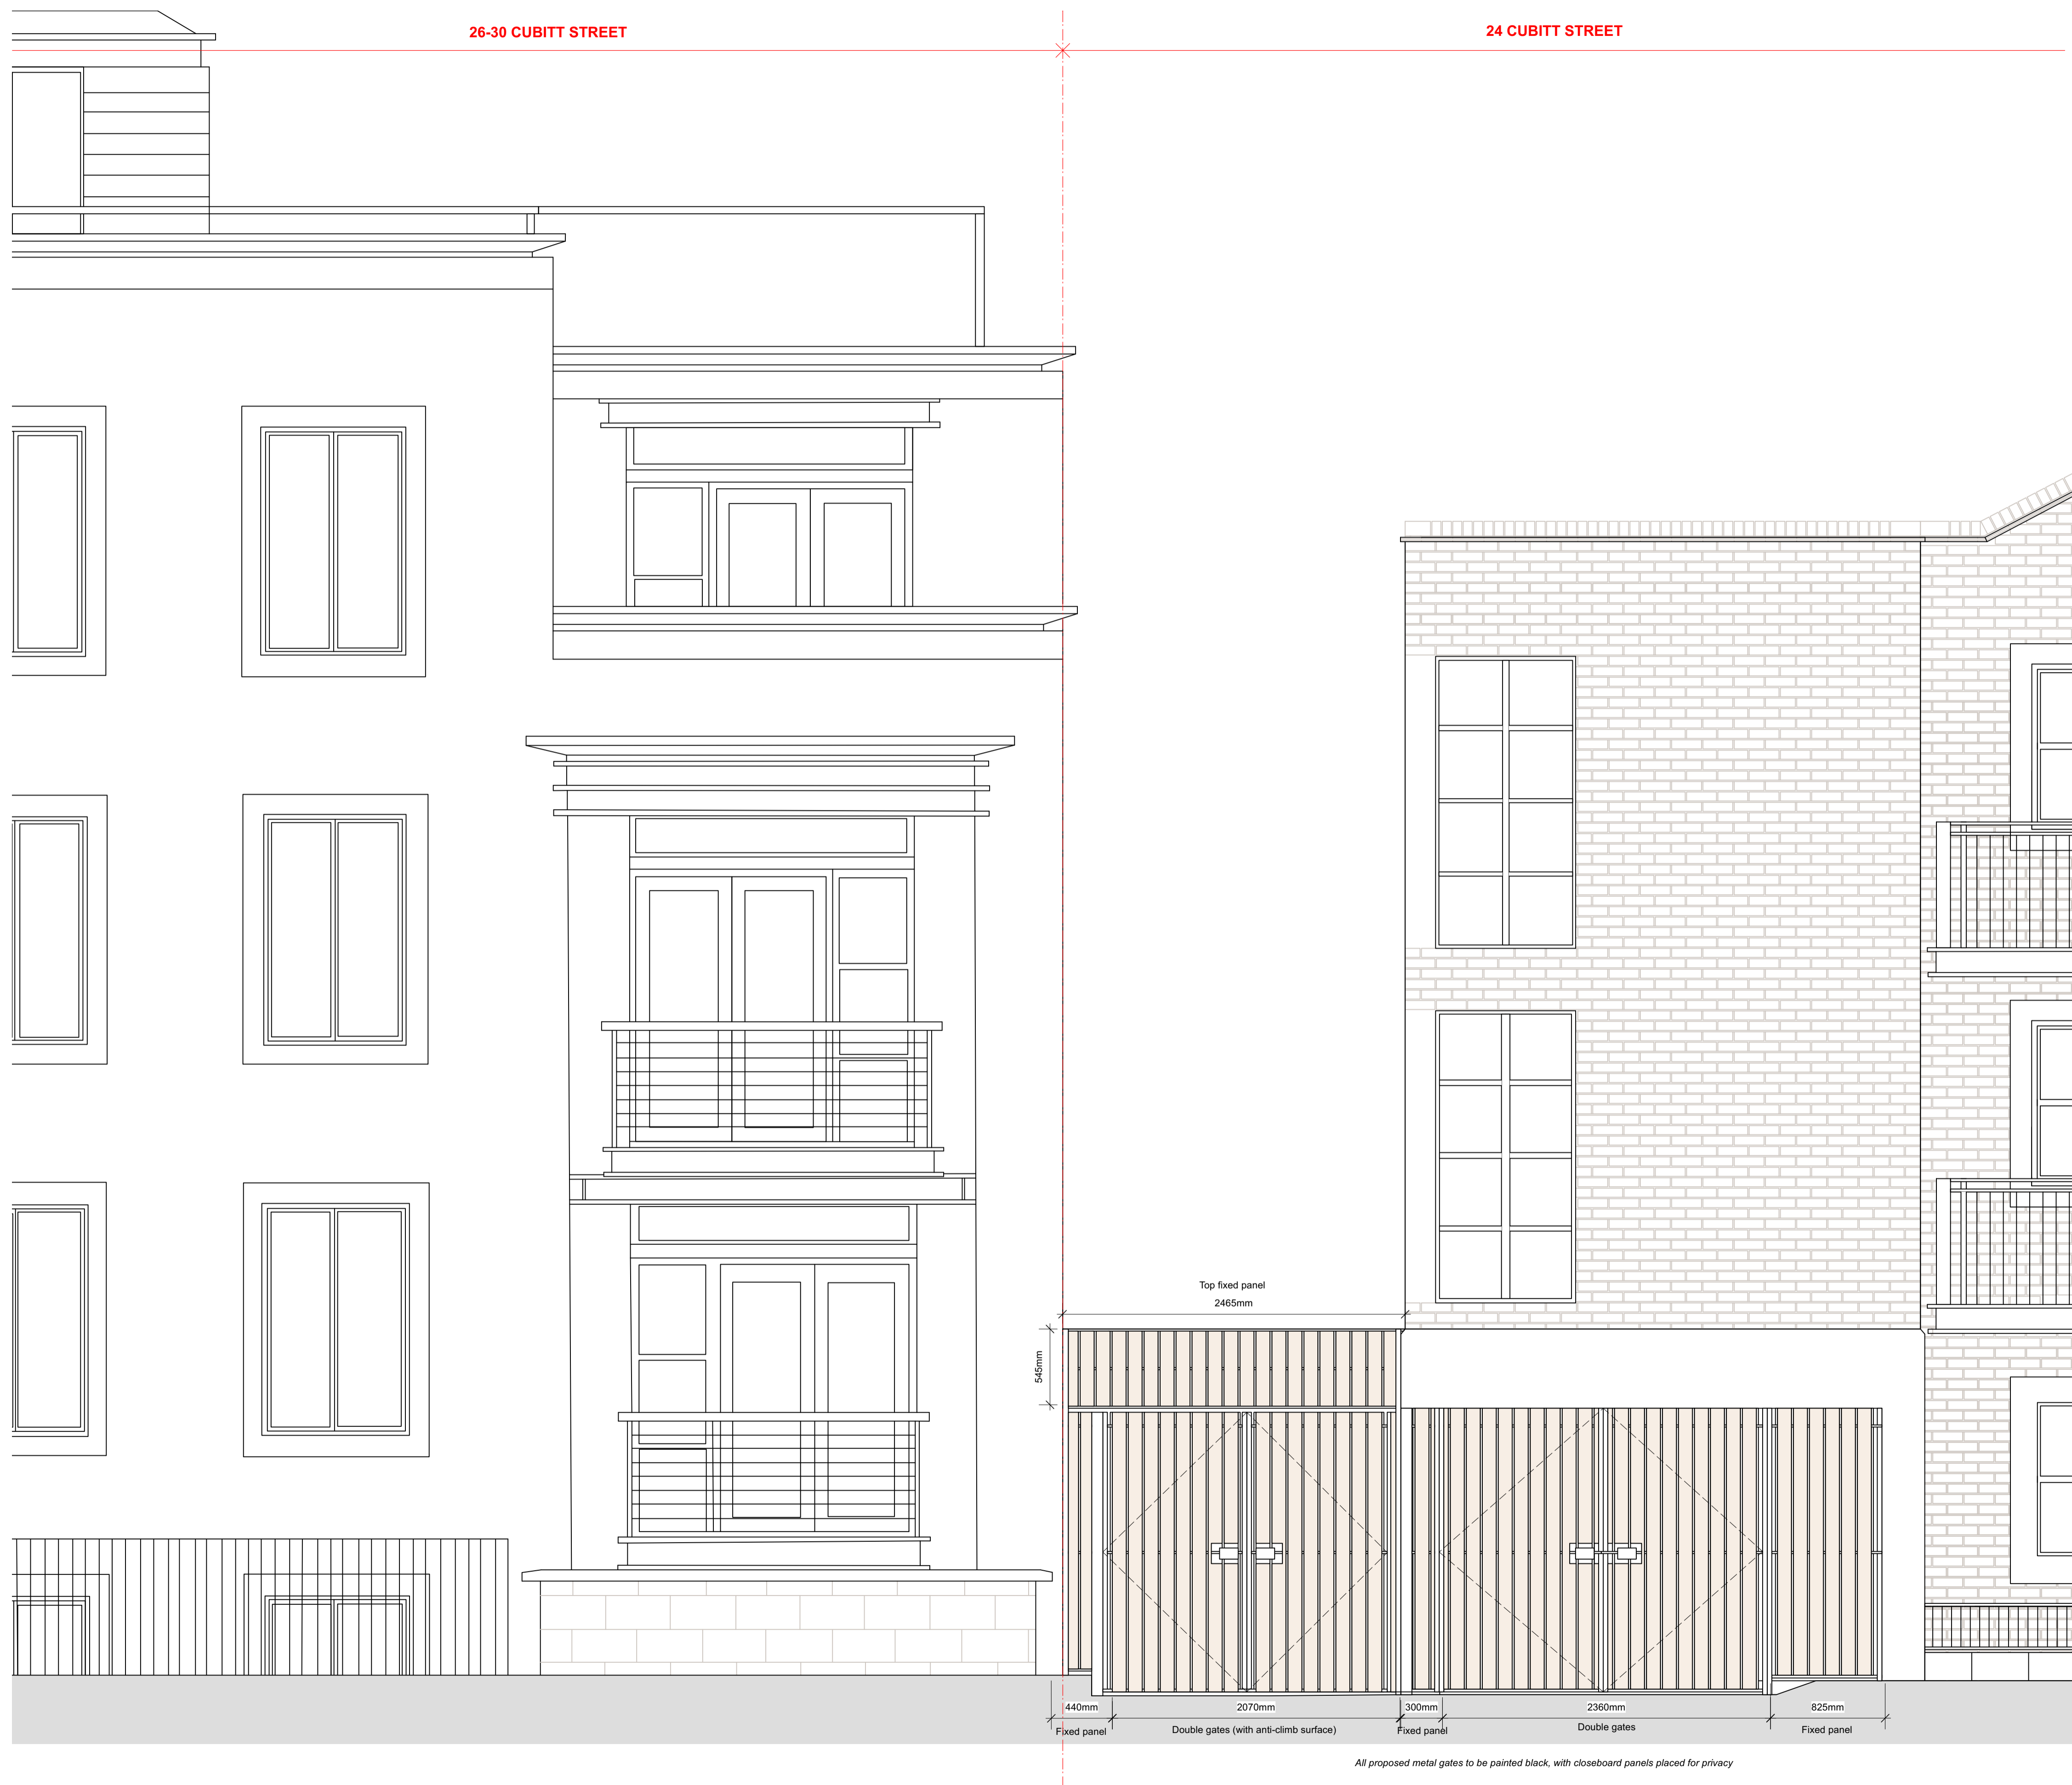 26-30 CUBITT STREET
24 CUBITT STREET
Top fixed panel
2465mm
545mm
440mm
2070mm
300mm
2360mm
825mm
Fixed panel
Double gates (with anti-climb surface)
Fixed panel
Double gates
Fixed panel
All proposed metal gates to be painted black, with closeboard panels placed for privacy